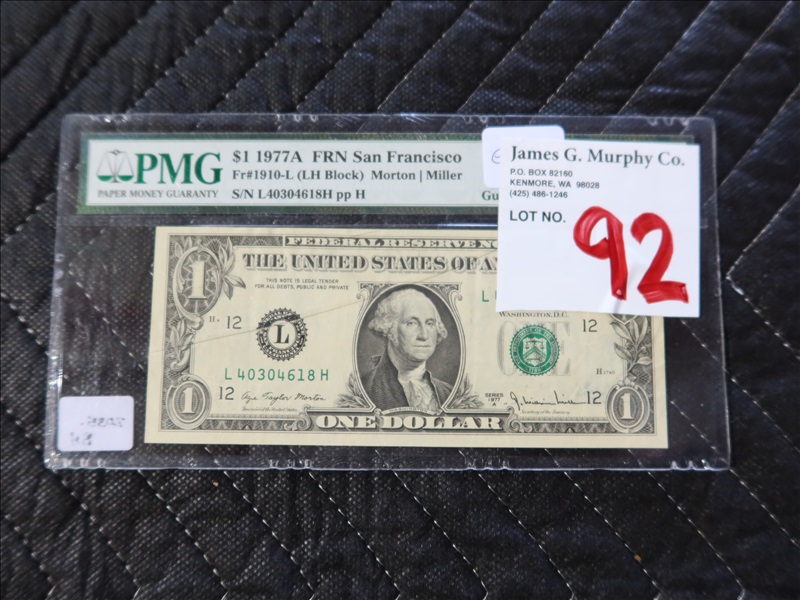 PMG
PAPER MONEY GUARANTY
$1 1977A FRN San Francisco
Fr#1910-L (LH Block) Morton | Miller
S/N L40304618H pp H
Gu
James G. Murphy Co.
P.O. BOX 82160
KENMORE, WA 98028
(425) 486-1246
LOT NO. 92
FEDERAL RESERVE NO
THE UNITED STATES OF A
THIS NOTE IS LEGAL TENDER
FOR ALL DEBTS, PUBLIC AND PRIVATE
L
WASHINGTON, D.C.
12
12
L
L 40304618 H
12
12
SERIES
1977
A
1
1
1
ONE DOLLAR